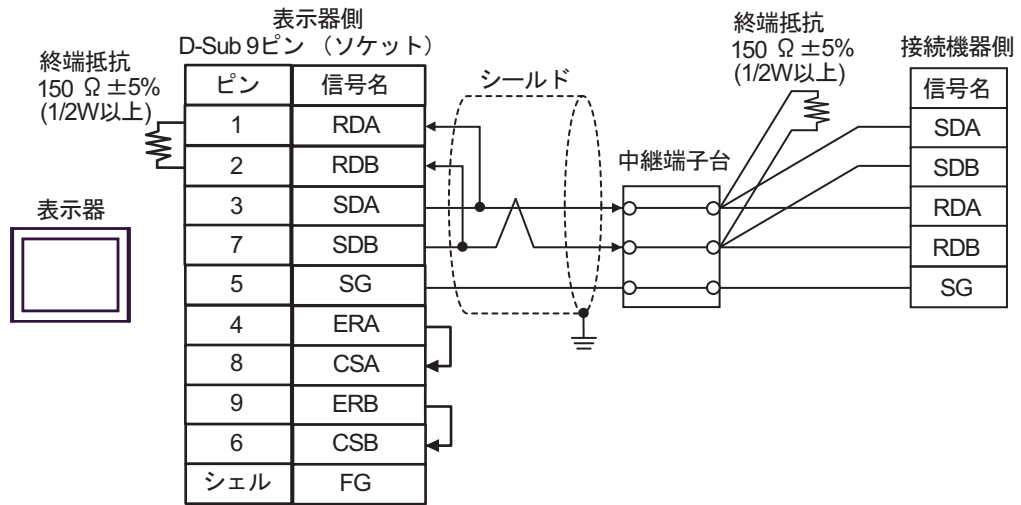 表示器側
D-Sub 9ピン （ソケット）
終端抵抗
150 Ω ±5%
(1/2W以上)
ピン 信号名
1 RDA
2 RDB
3 SDA
7 SDB
5 SG
4 ERA
8 CSA
9 ERB
6 CSB
シェル FG
表示器
シールド
中継端子台
終端抵抗
150 Ω ±5%
(1/2W以上)
接続機器側
信号名
SDA
SDB
RDA
RDB
SG